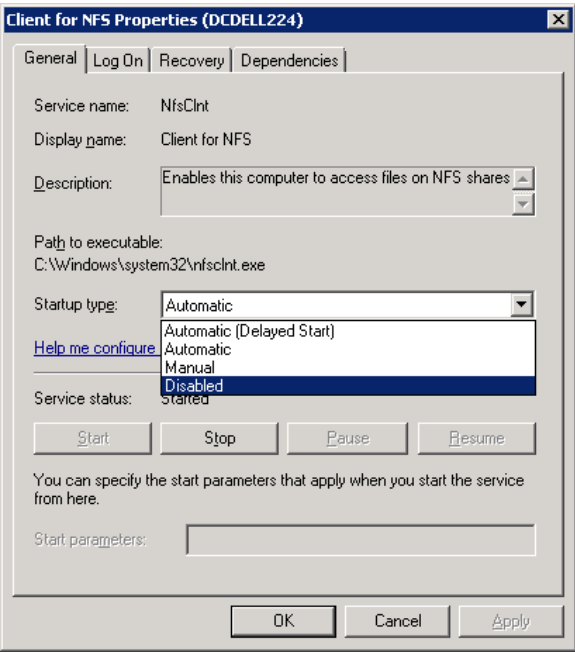 Client for NFS Properties (DCDELL224)
General Log On Recovery Dependencies
Service name: NfsClnt
Display name: Client for NFS
Description: Enables this computer to access files on NFS shares
Path to executable:
C:\Windows\system32\nfsclnt.exe
Startup type: Automatic
Automatic (Delayed Start)
Help me configure Automatic
Manual
Disabled
Service status: Started
Start Stop Pause Resume
You can specify the start parameters that apply when you start the service
from here.
Start parameters:
OK Cancel Apply